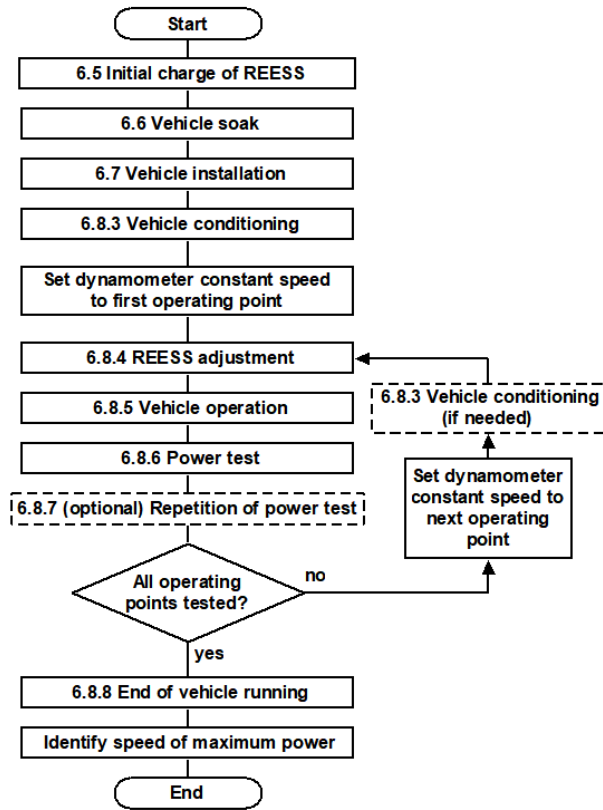 Start
6.5 Initial charge of REESS
6.6 Vehicle soak
6.7 Vehicle installation
6.8.3 Vehicle conditioning
Set dynamometer constant speed
to first operating point
6.8.4 REESS adjustment
6.8.5 Vehicle operation
6.8.6 Power test
6.8.7 (optional) Repetition of power test
All operating
points tested?
no
Set dynamometer
constant speed to
next operating
point
6.8.3 Vehicle conditioning
(if needed)
yes
6.8.8 End of vehicle running
Identify speed of maximum power
End